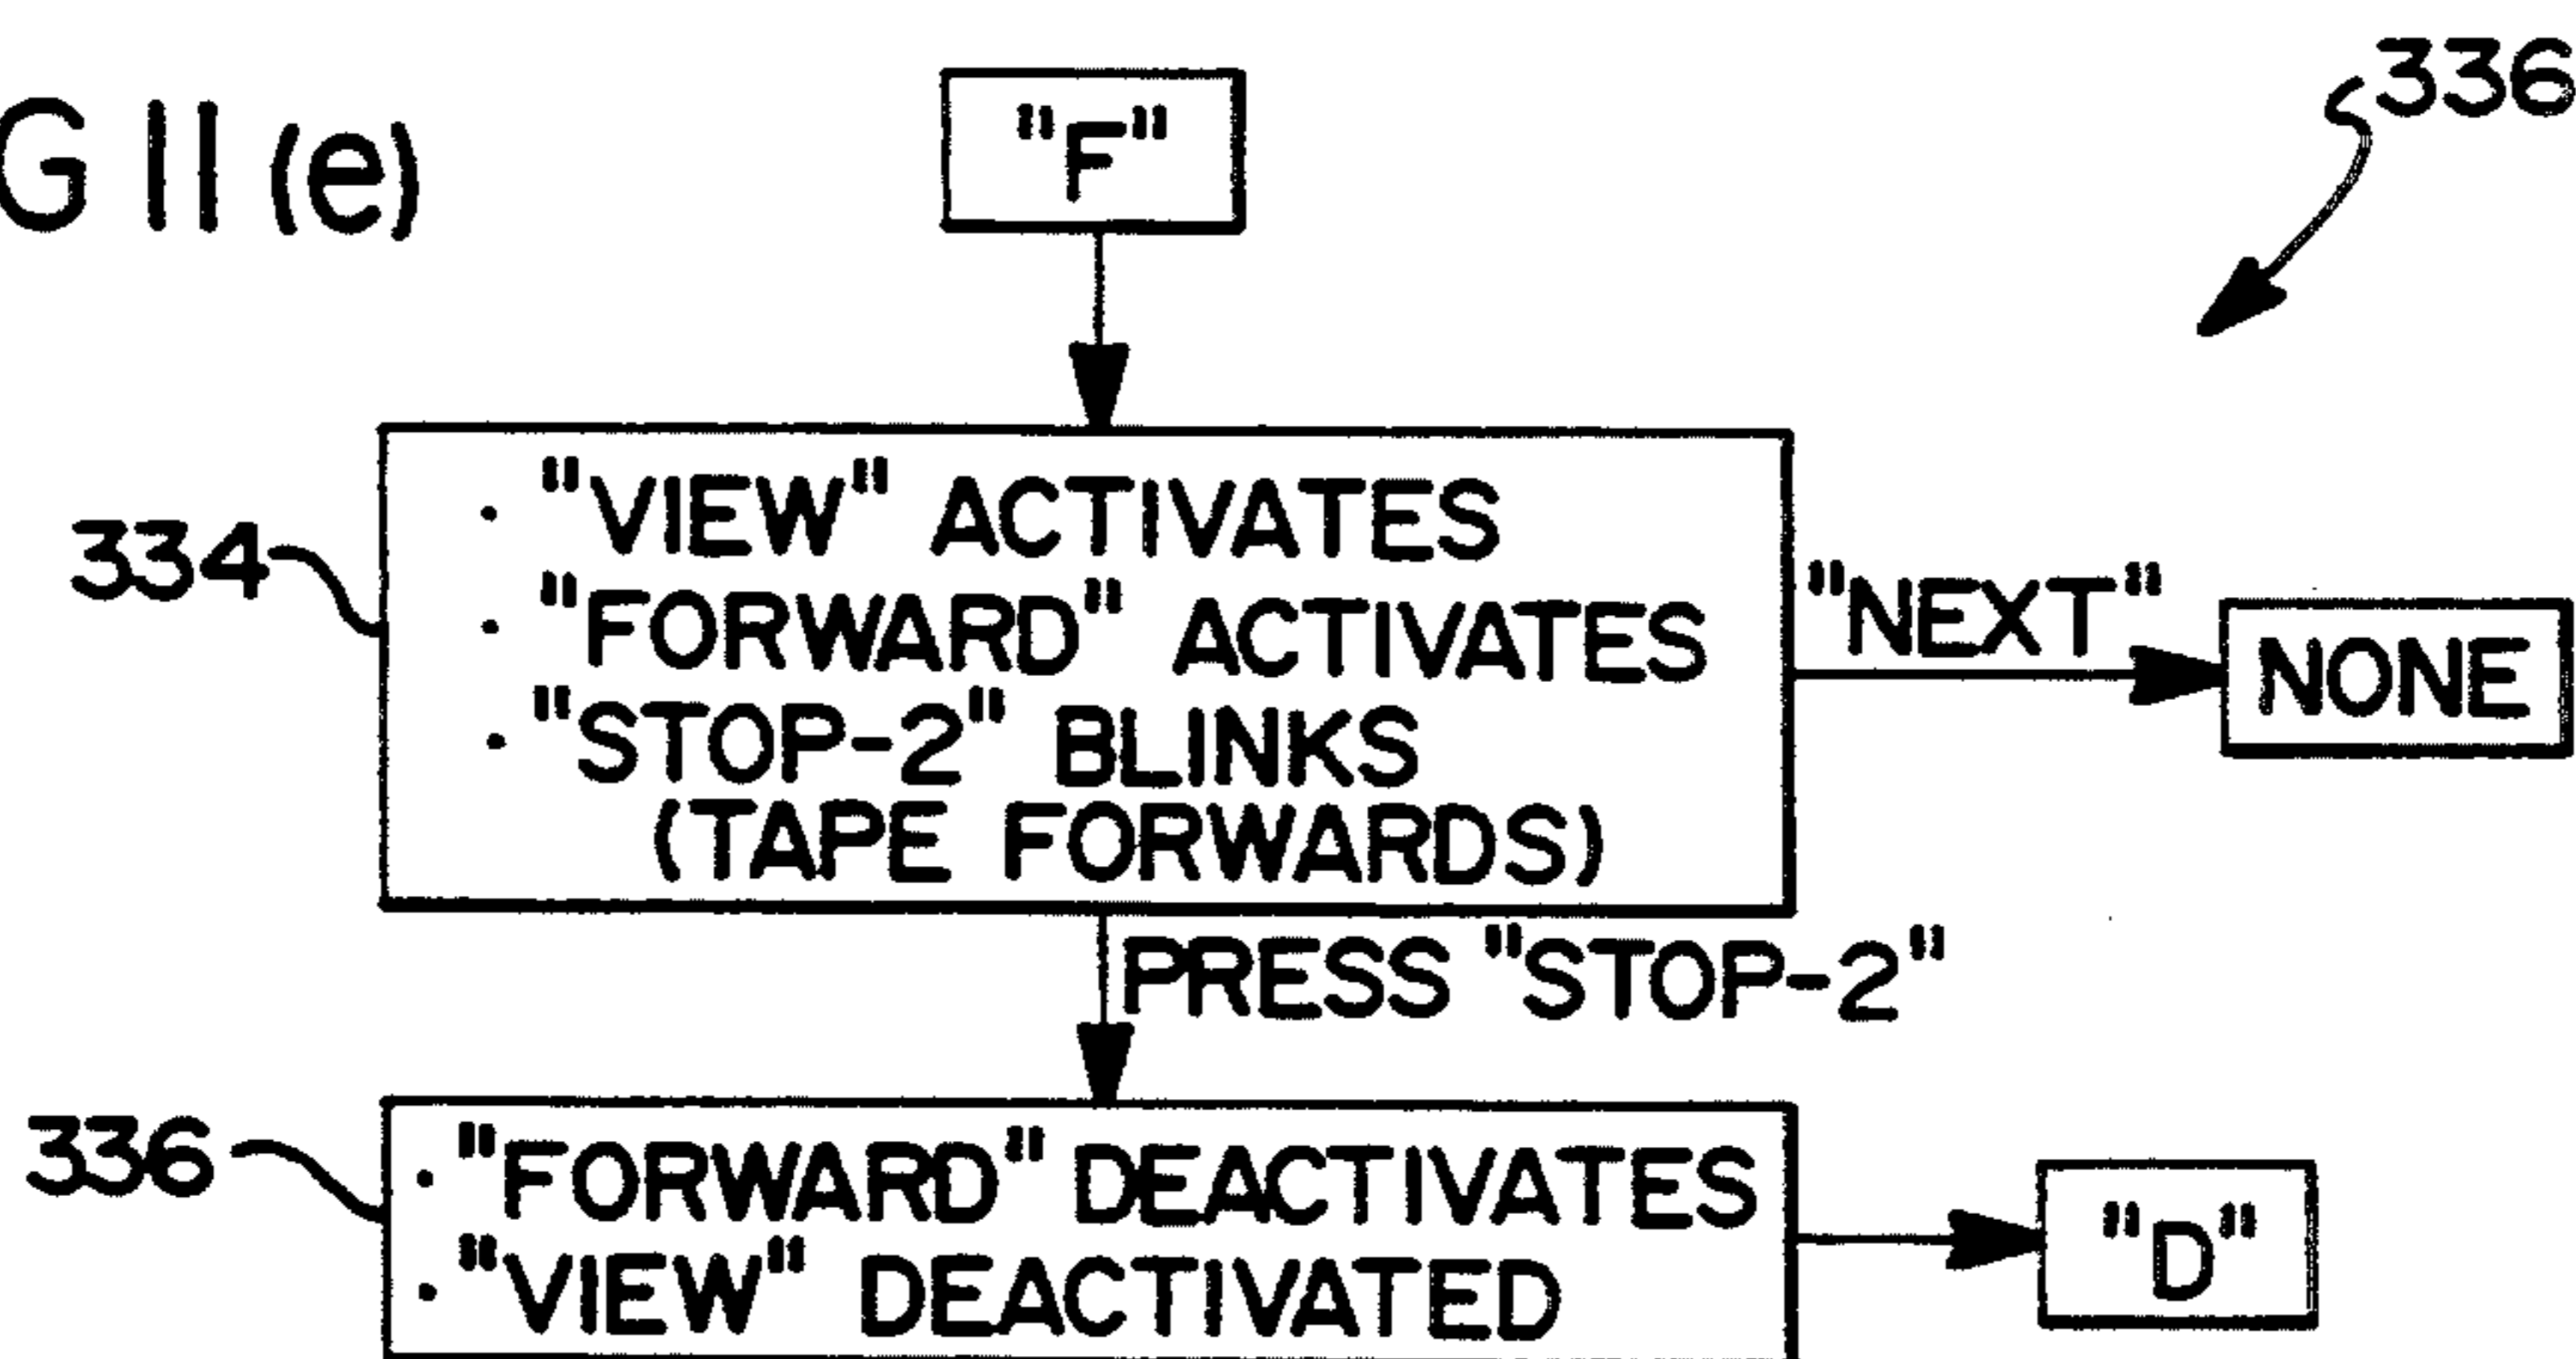 G 11 (e)
"F"
336
334
· "VIEW" ACTIVATES
· "FORWARD" ACTIVATES
· "STOP-2" BLINKS
(TAPE FORWARDS)
"NEXT"
NONE
PRESS "STOP-2"
336
· "FORWARD" DEACTIVATES
· "VIEW" DEACTIVATED
"D"